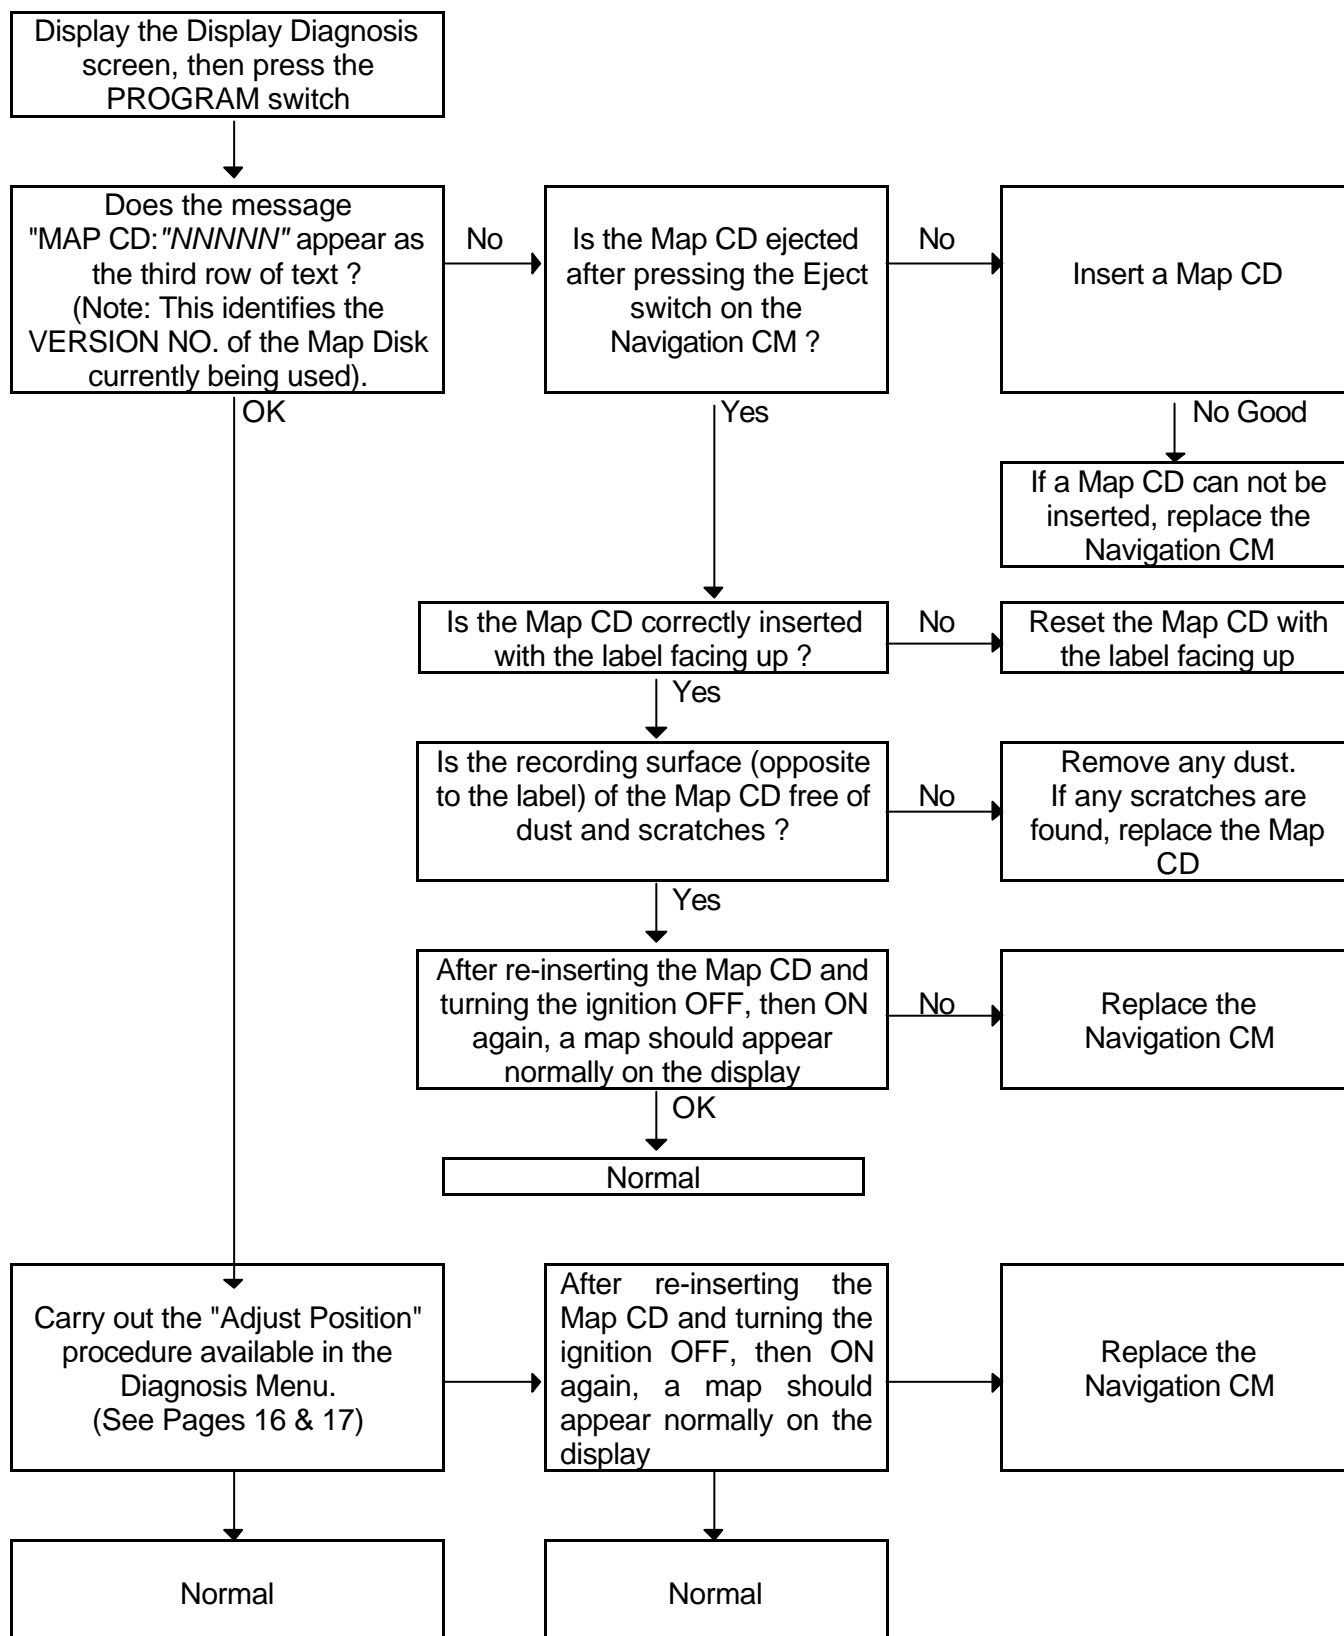 Display the Display Diagnosis
screen, then press the
PROGRAM switch
Does the message
"MAP CD:"NNNNN" appear as
the third row of text ?
(Note: This identifies the
VERSION NO. of the Map Disk
currently being used).
No
Is the Map CD ejected
after pressing the Eject
switch on the
Navigation CM ?
No
Insert a Map CD
OK
Yes
No Good
If a Map CD can not be
inserted, replace the
Navigation CM
Is the Map CD correctly inserted
with the label facing up ?
No
Reset the Map CD with
the label facing up
Yes
Is the recording surface (opposite
to the label) of the Map CD free of
dust and scratches ?
No
Remove any dust.
If any scratches are
found, replace the Map
CD
Yes
After re-inserting the Map CD and
turning the ignition OFF, then ON
again, a map should appear
normally on the display
No
Replace the
Navigation CM
OK
Normal
Carry out the "Adjust Position"
procedure available in the
Diagnosis Menu.
(See Pages 16 & 17)
After re-inserting the
Map CD and turning the
ignition OFF, then ON
again, a map should
appear normally on the
display
Replace the
Navigation CM
Normal
Normal